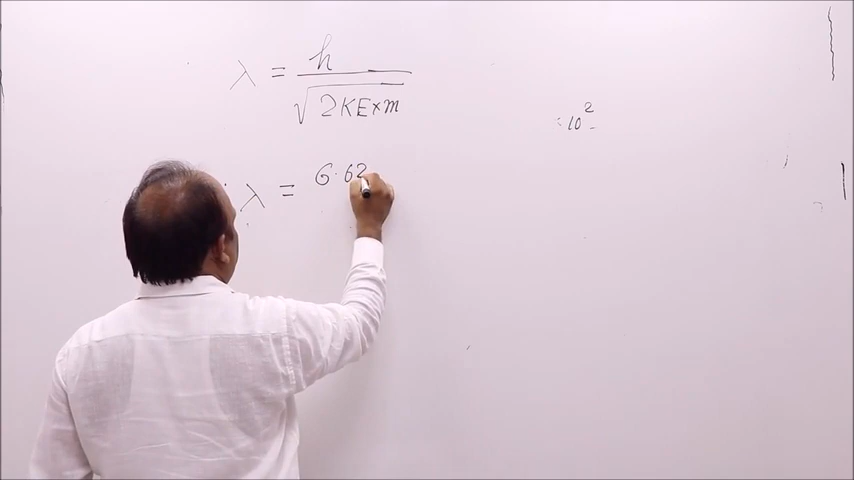 λ = h / √2KE×m
10²
∴ λ = 6.62